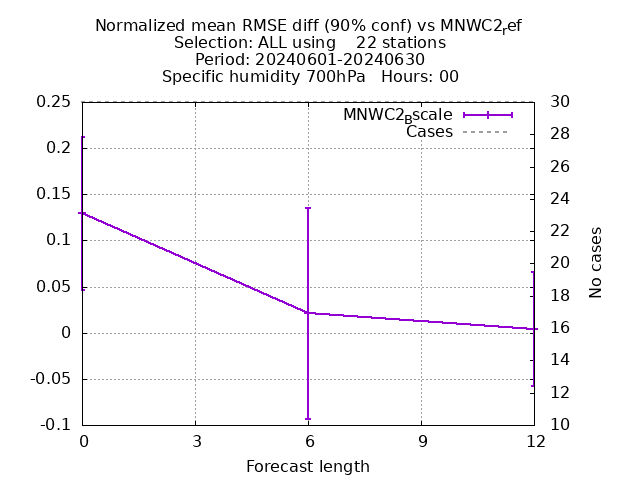 Normalized mean RMSE diff (90% conf) vs MNWC2ref
Selection: ALL using    22 stations
Period: 20240601-20240630
Specific humidity 700hPa   Hours: 00
MNWC2Bscale
Cases
0.25
0.2
0.15
0.1
0.05
0
-0.05
-0.1
30
28
26
24
22
20
18
16
14
12
10
No cases
0 3 6 9 12
Forecast length